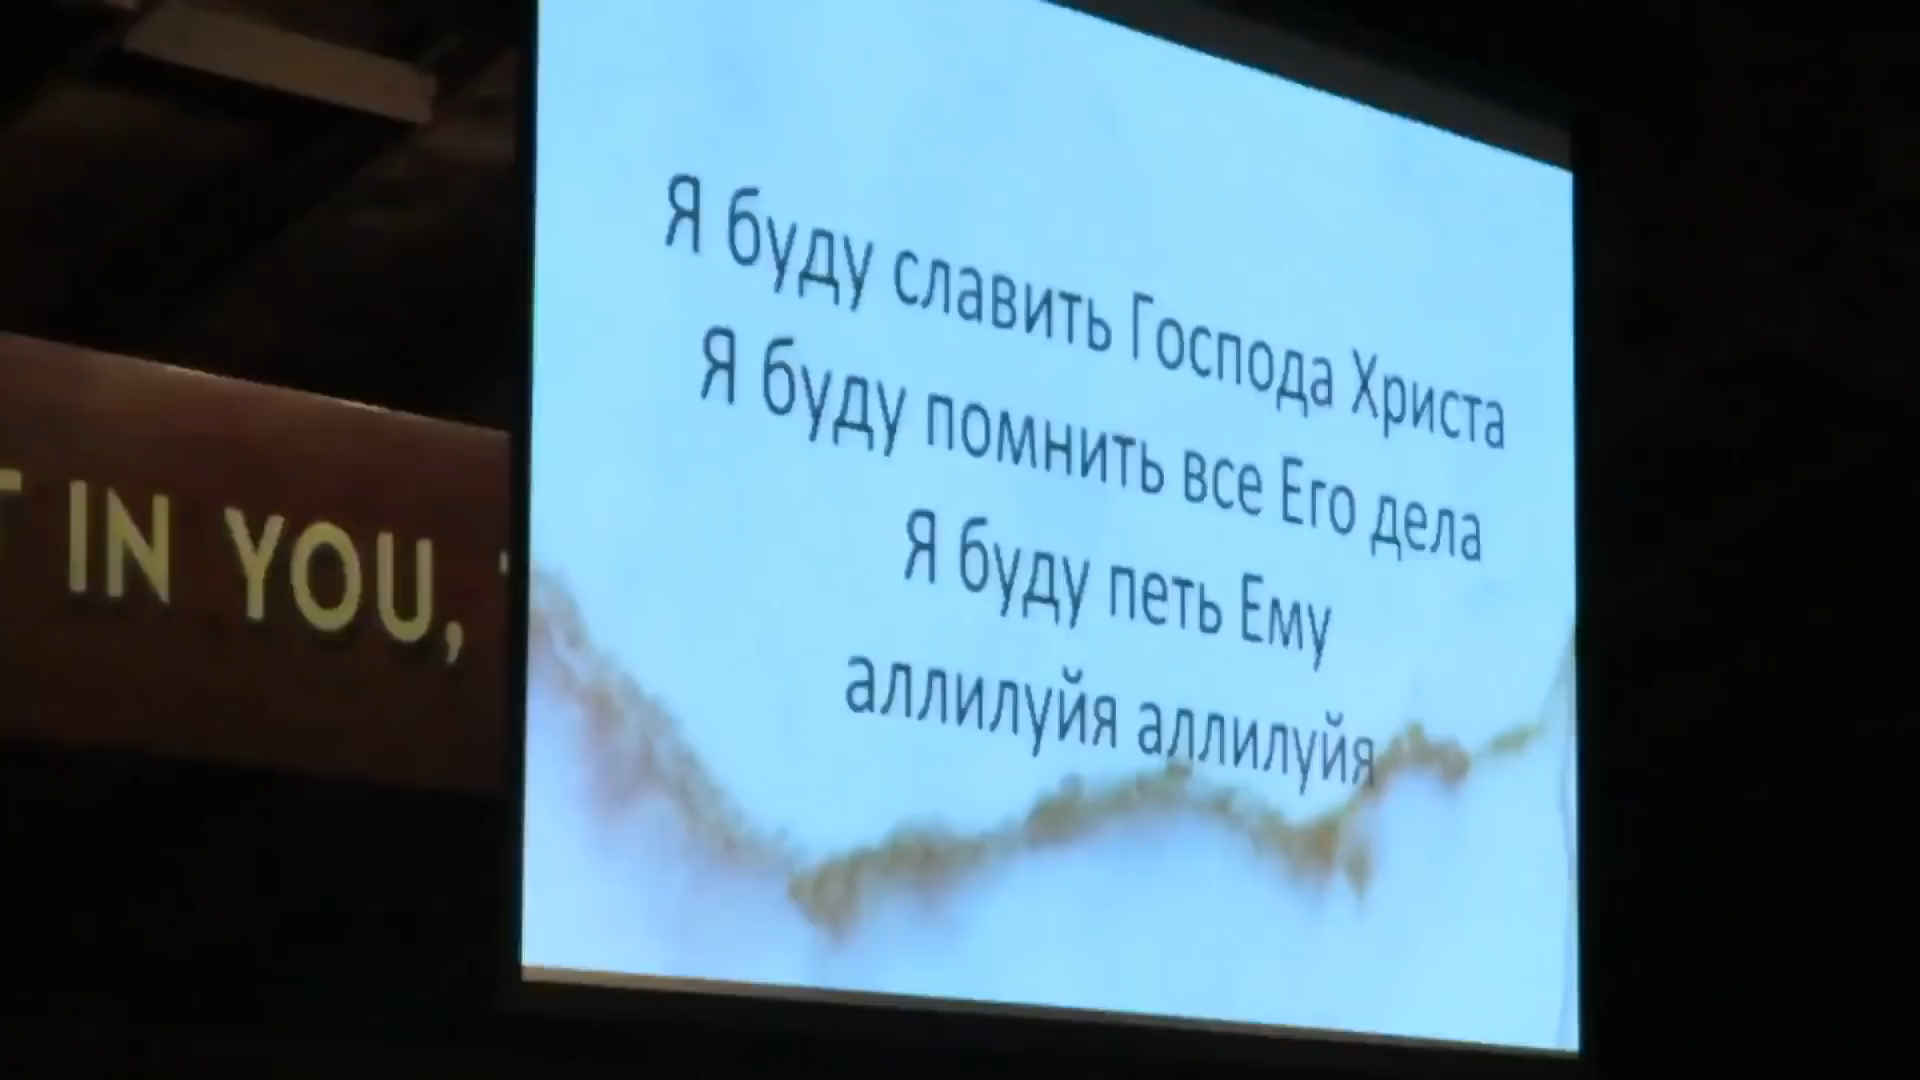 IN YOU,
Я буду славить Господа Христа
Я буду помнить все Его дела
Я буду петь Ему
аллилуйя аллилуйя